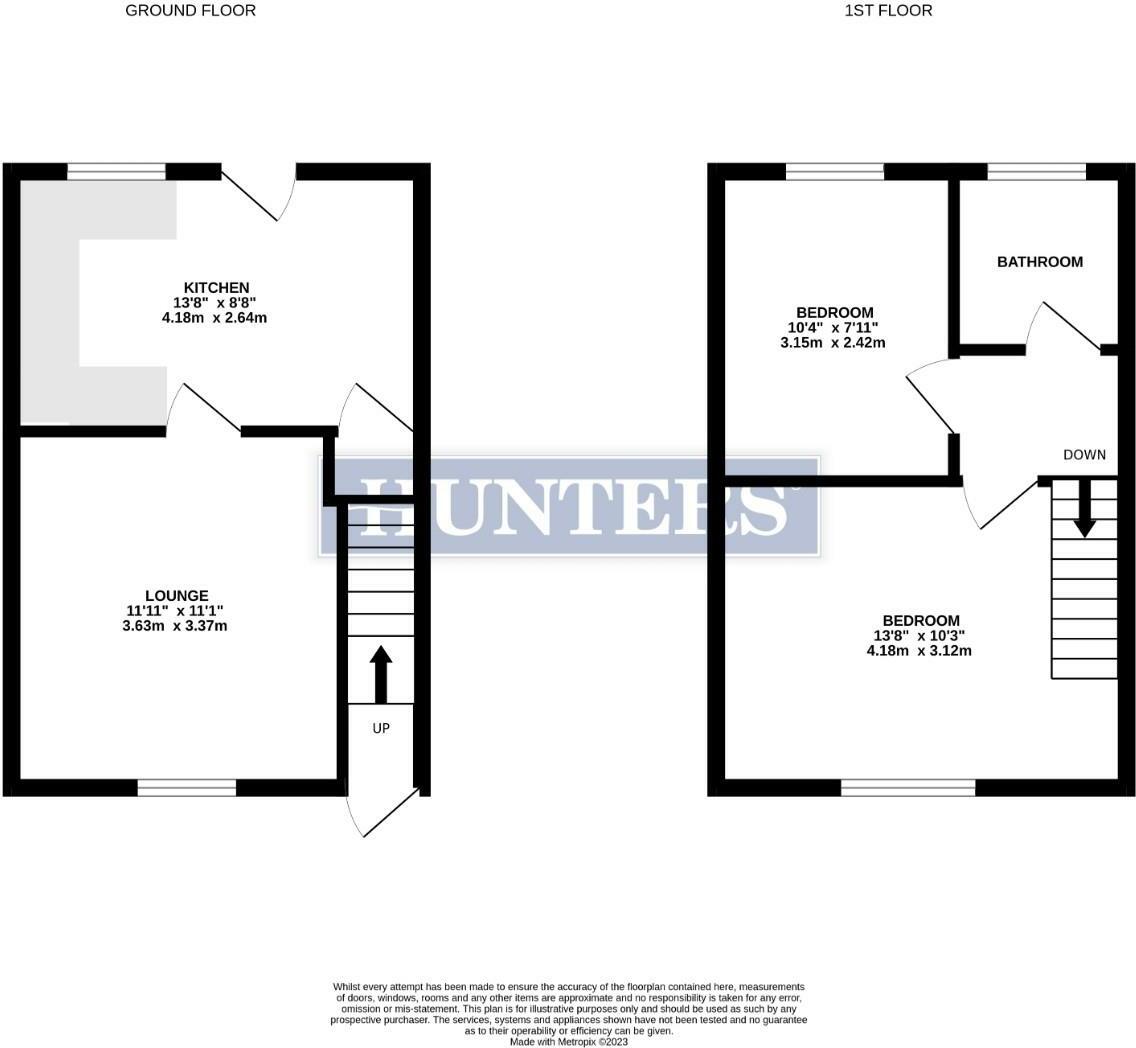 GROUND FLOOR
1ST FLOOR
KITCHEN
13'8" x 8'8"
4.18m x 2.64m
BATHROOM
BEDROOM
10'4" x 7'11"
3.15m x 2.42m
DOWN
HUNTERS®
LOUNGE
11'11" x 11'1"
3.63m x 3.37m
BEDROOM
13'8" x 10'3"
4.18m x 3.12m
UP
Whilst every attempt has been made to ensure the accuracy of the floorplan contained here, measurements
of doors, windows, rooms and any other items are approximate and no responsibility is taken for any error,
omission or mis-statement. This plan is for illustrative purposes only and should be used as such by any
prospective purchaser. The services, systems and appliances shown have not been tested and no guarantee
as to their operability or efficiency can be given.
Made with Metropix ©2023